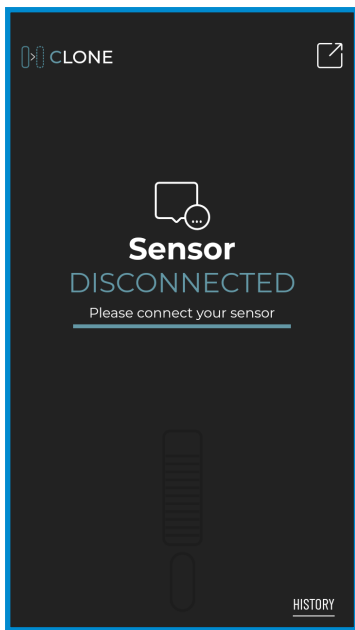 CLONE
Sensor
DISCONNECTED
Please connect your sensor
HISTORY